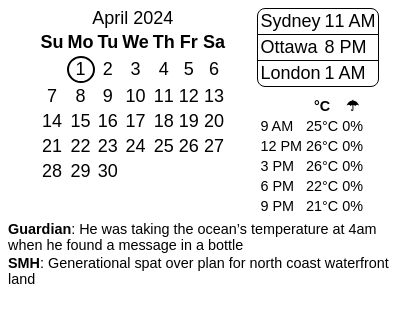 April 2024
Su Mo Tu We Th Fr Sa
1 2 3 4 5 6
7 8 9 10 11 12 13
14 15 16 17 18 19 20
21 22 23 24 25 26 27
28 29 30
Sydney 11 AM
Ottawa 8 PM
London 1 AM
°C ☂
9 AM 25°C 0%
12 PM 26°C 0%
3 PM 26°C 0%
6 PM 22°C 0%
9 PM 21°C 0%
Guardian: He was taking the ocean’s temperature at 4am
when he found a message in a bottle
SMH: Generational spat over plan for north coast waterfront
land